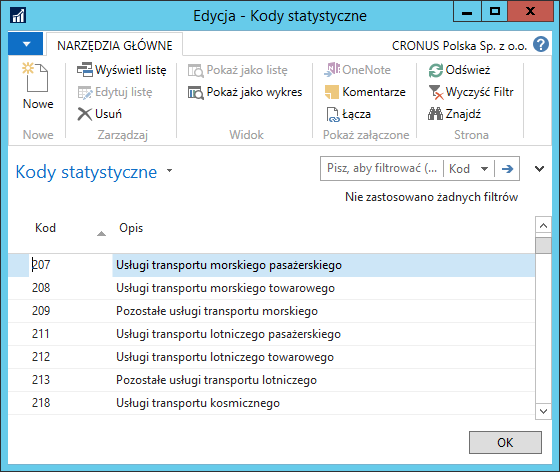 Edycja - Kody statystyczne
NARZĘDZIA GŁÓWNE
CRONUS Polska Sp. z o.o.
Nowe
Wyświetl listę
Edytuj listę
Usuń
Pokaż jako listę
Pokaż jako wykres
OneNote
Komentarze
Łącza
Odśwież
Wyczyść Filtr
Znajdź
Nowe
Zarządzaj
Widok
Pokaż załączone
Strona
Kody statystyczne
Pisz, aby filtrować (... Kod
Nie zastosowano żadnych filtrów
Kod Opis
207 Usługi transportu morskiego pasażerskiego
208 Usługi transportu morskiego towarowego
209 Pozostałe usługi transportu morskiego
211 Usługi transportu lotniczego pasażerskiego
212 Usługi transportu lotniczego towarowego
213 Pozostałe usługi transportu lotniczego
218 Usługi transportu kosmicznego
OK